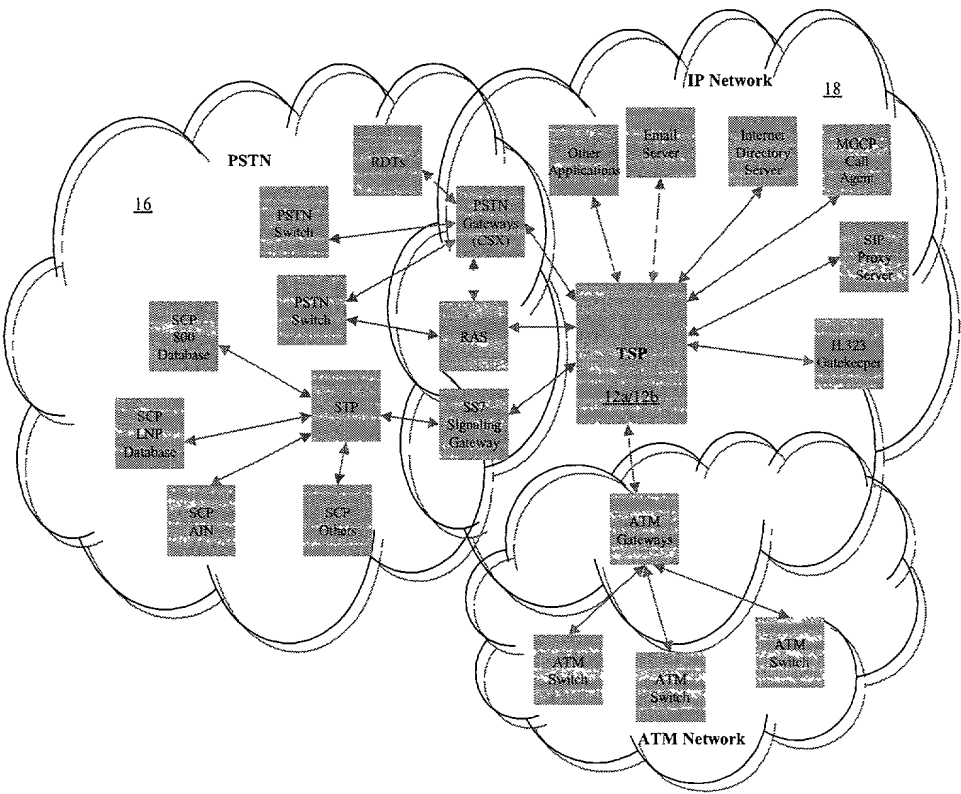 IP Network
18
PSTN
16
RDTs
Other
Applications
Email
Server
Internet
Directory
Server
MGCP
Call
Agent
PSTN
Switch
PSTN
Gateways
(CSX)
SIP
Proxy
Server
PSTN
Switch
RAS
TSP
12a/12b
H.323
Gatekeeper
SCP
800
Database
STP
SS7
Signaling
Gateway
SCP
LNP
Database
SCP
AIN
SCP
Others
ATM
Gateways
ATM
Switch
ATM
Switch
ATM
Switch
ATM Network